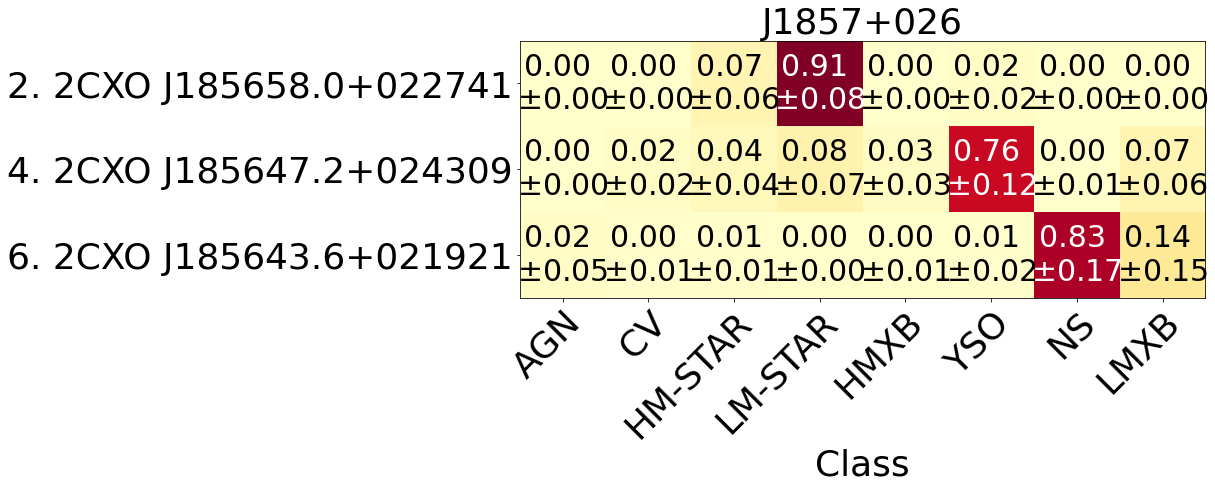 J1857+026
2. 2CXO J185658.0+022741
0.00 0.00 0.07 0.91 0.00 0.02 0.00 0.00
±0.00 ±0.00 ±0.06 ±0.08 ±0.00 ±0.02 ±0.00 ±0.00
4. 2CXO J185647.2+024309
0.00 0.02 0.04 0.08 0.03 0.76 0.00 0.07
±0.00 ±0.02 ±0.04 ±0.07 ±0.03 ±0.12 ±0.01 ±0.06
6. 2CXO J185643.6+021921
0.02 0.00 0.01 0.00 0.00 0.01 0.83 0.14
±0.05 ±0.01 ±0.01 ±0.00 ±0.01 ±0.02 ±0.17 ±0.15
AGN CV HM-STAR LM-STAR HMXB YSO NS LMXB
Class